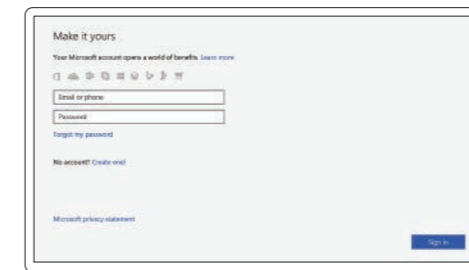 Make it yours
Your Microsoft account opens a world of benefits. Learn more
Email or phone
Password
Forgot my password
No account? Create one!
Microsoft privacy statement
Sign in